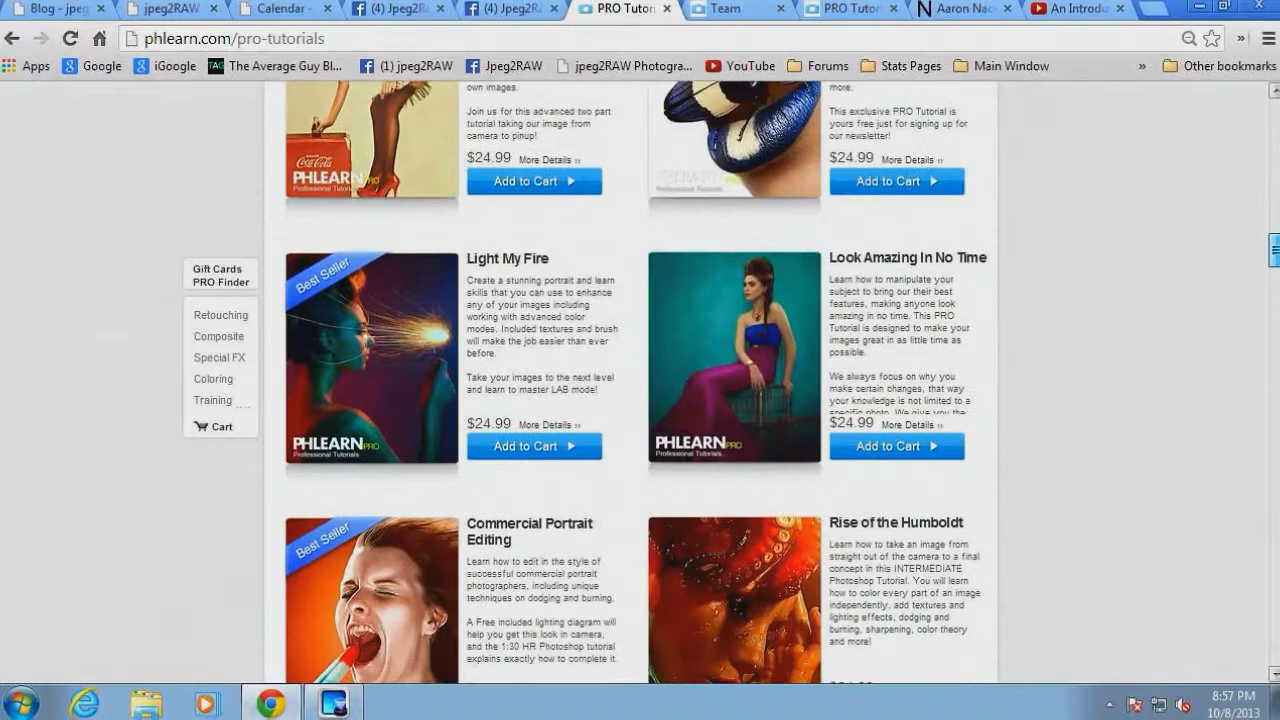 Blog - jpeg
jpeg2RAW
Calendar -
(4) Jpeg2
(4) Jpeg2
PRO Tutor
Team
PRO Tutor
Aaron Nac
An Introdu
phlearn.com/pro-tutorials
Apps
Google
iGoogle
TAG
The Average Guy Bl...
(1) jpeg2RAW
JPEG2RAW
jpeg2RAW Photogra...
YouTube
Forums
Stats Pages
Main Window
»
Other bookmarks
own images.
Join us for this advanced two part
tutorial taking our image from
camera to pinup!
$24.99 More Details ››
Add to Cart
Coca-Cola
PHLEARN PRO
Professional Tutorials
more.
This exclusive PRO Tutorial is
yours free just for signing up for
our newsletter!
$24.99 More Details ››
Add to Cart
Professional Tutorials
Gift Cards
PRO Finder
Retouching
Composite
Special FX
Coloring
Training
Cart
Best Seller
PHLEARN PRO
Professional Tutorials
Light My Fire
Create a stunning portrait and learn
skills that you can use to enhance
any of your images including
working with advanced color
modes. Included textures and brush
will make the job easier than ever
before.
Take your images to the next level
and learn to master LAB mode!
$24.99 More Details ››
Add to Cart
PHLEARN PRO
Professional Tutorials
Look Amazing In No Time
Learn how to manipulate your
subject to bring our their best
features, making anyone look
amazing in no time. This PRO
Tutorial is designed to make your
images great in as little time as
possible.
We always focus on why you
make certain changes, that way
your knowledge is not limited to a
specific photo. We give you the
$24.99 More Details ››
Add to Cart
Best Seller
Commercial Portrait
Editing
Learn how to edit in the style of
successful commercial portrait
photographers, including unique
techniques on dodging and burning.
A Free included lighting diagram will
help you get this look in camera,
and the 1:30 HR Photoshop tutorial
explains exactly how to complete it.
Rise of the Humboldt
Learn how to take an image from
straight out of the camera to a final
concept in this INTERMEDIATE
Photoshop Tutorial. You will learn
how to color every part of an image
independently, add textures and
lighting effects, dodging and
burning, sharpening, color theory
and more!
8:57 PM
10/8/2013